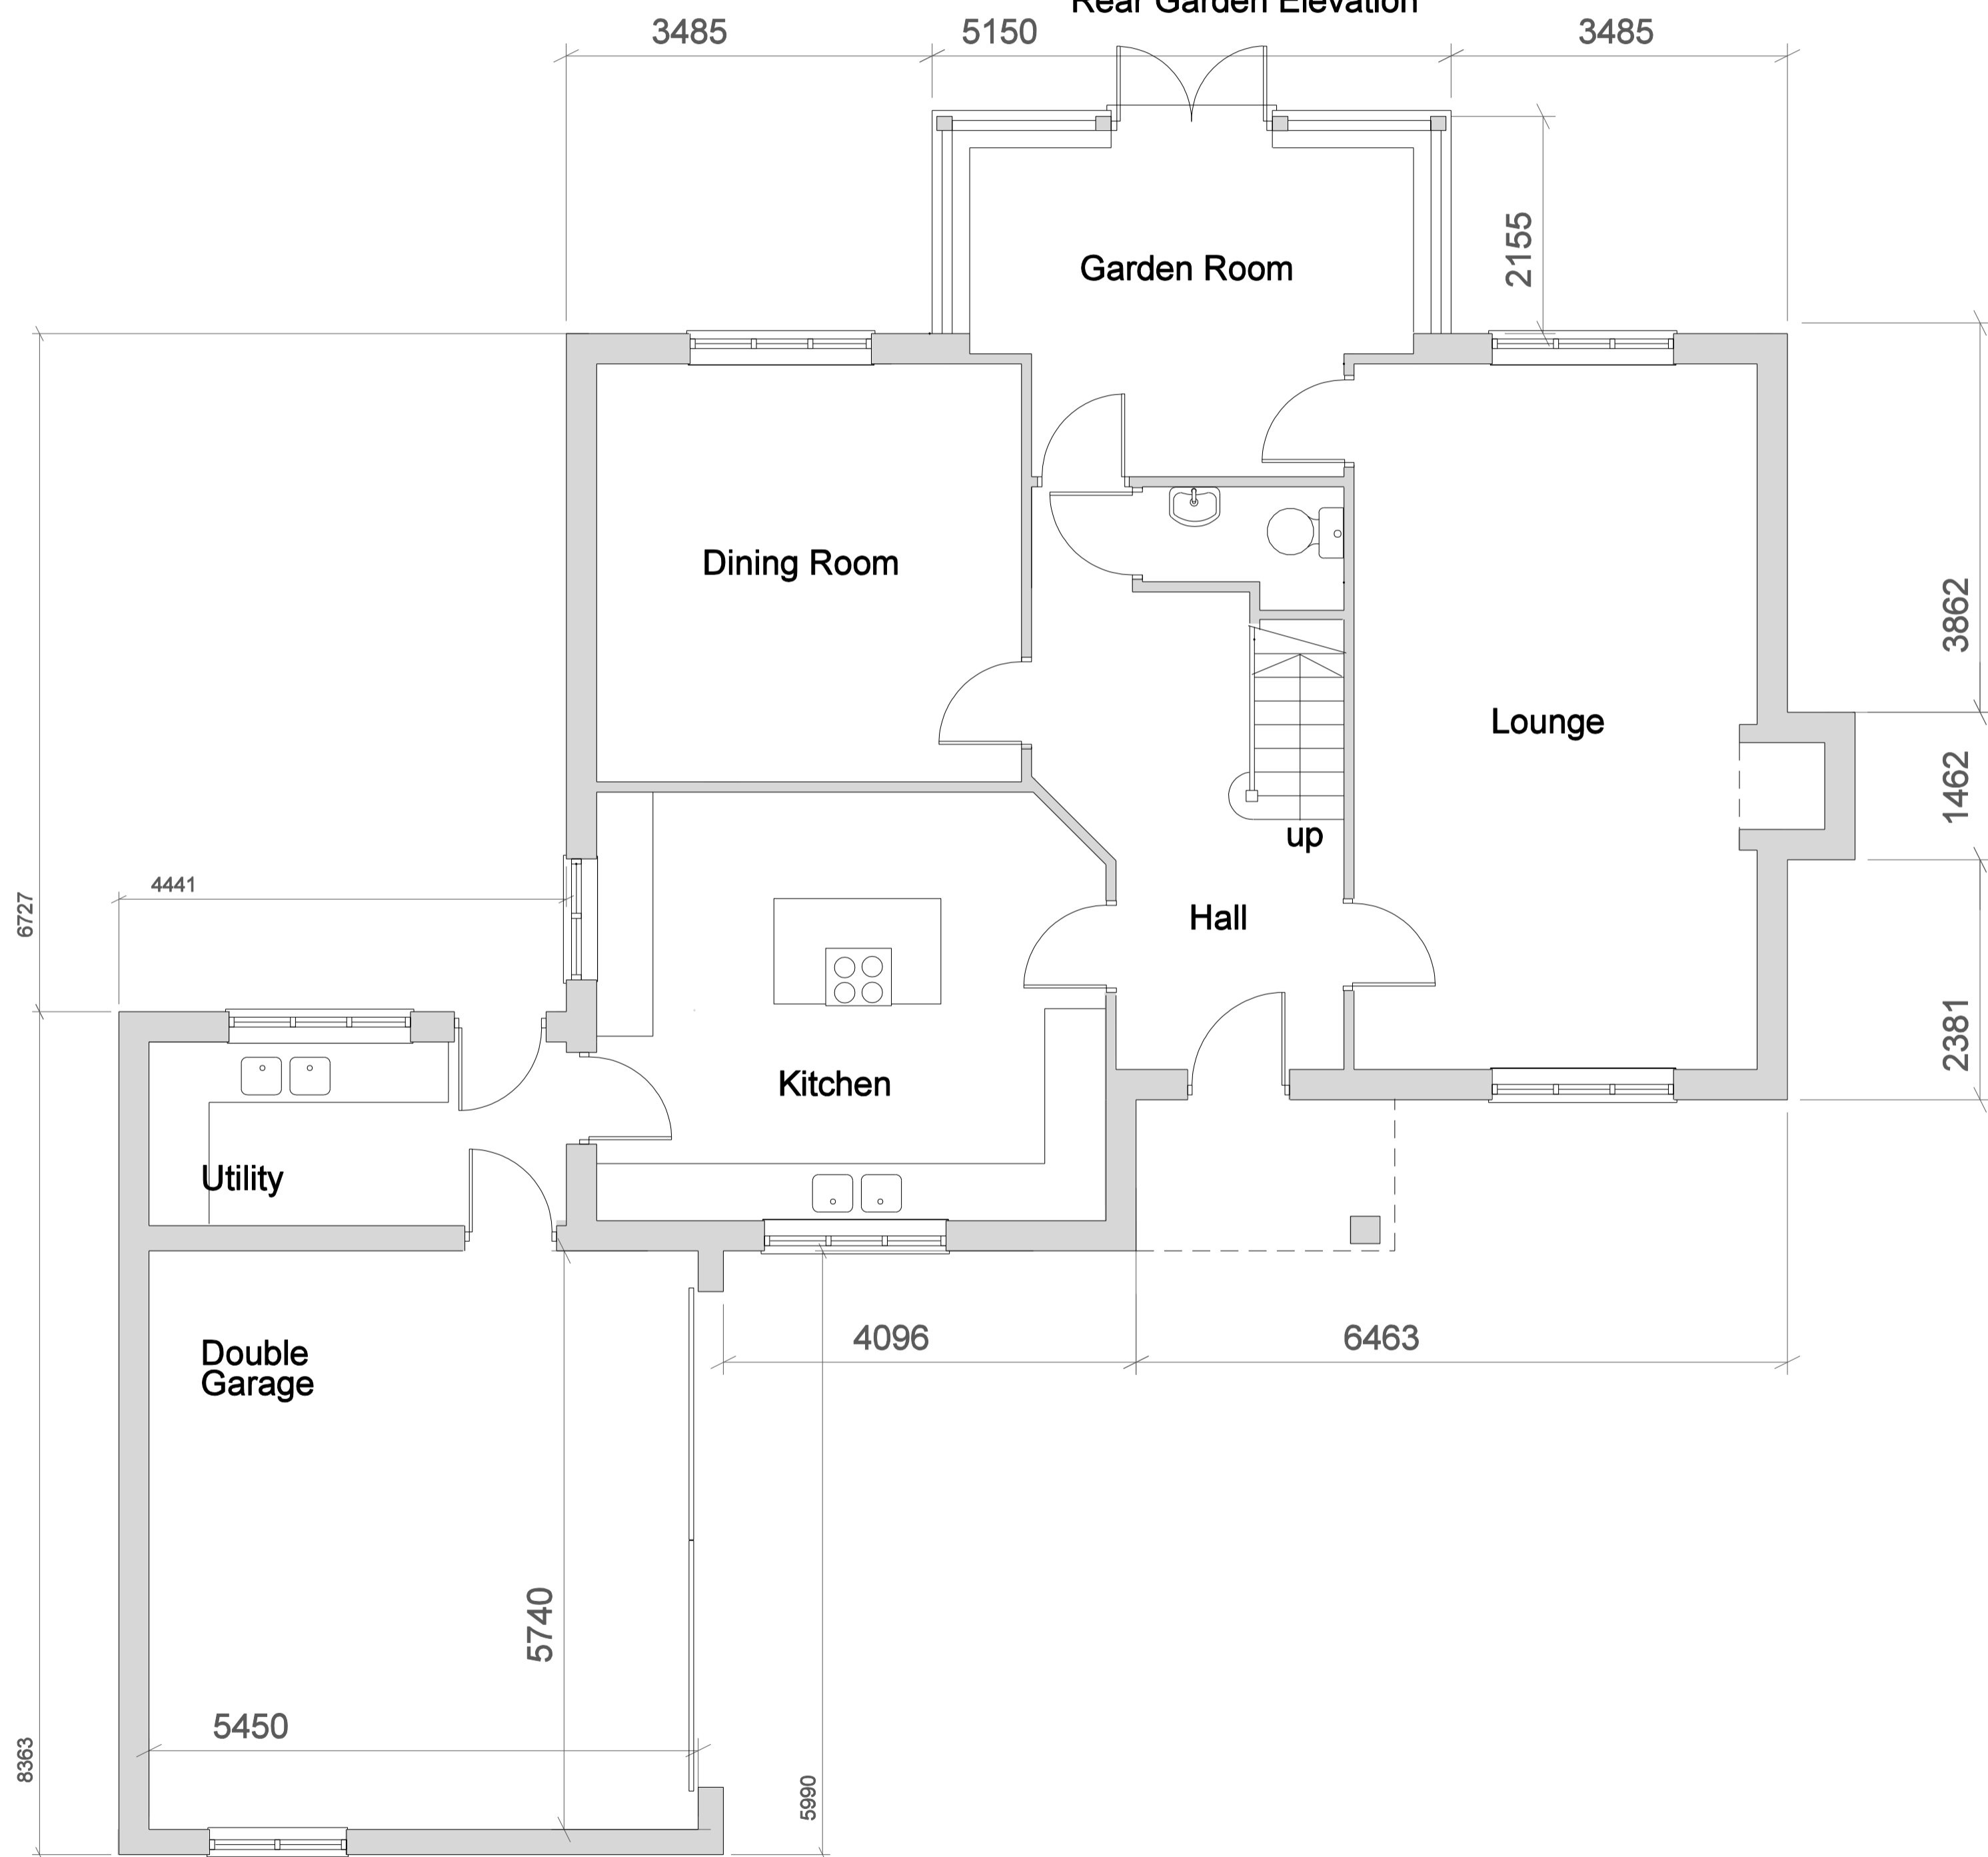 Rear Garden Elevation
3485 5150 3485
2155
Garden Room
Dining Room
3862
Lounge
1462
up
4441
6727
Hall
2381
Kitchen
Utility
4096 6463
Double
Garage
5740
5450
8363
5990